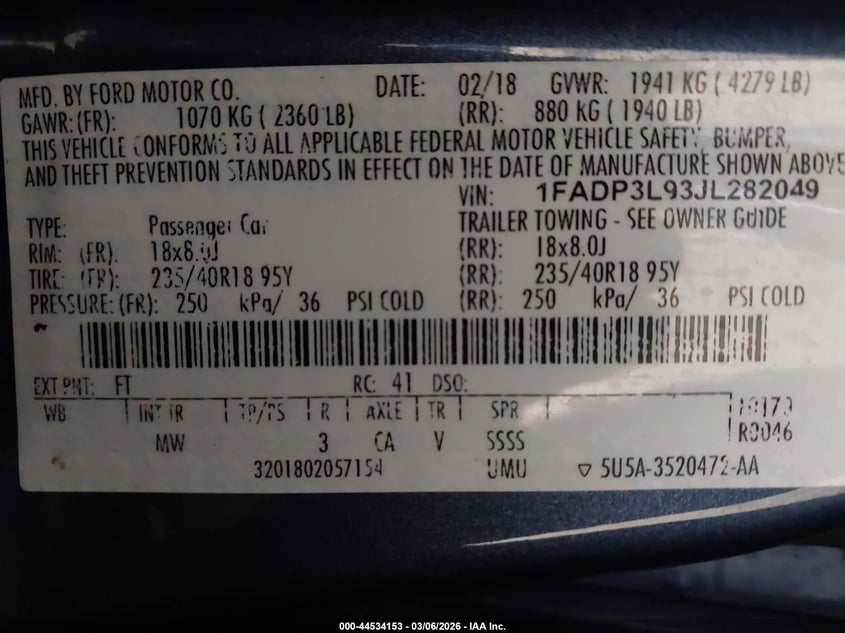 MFD. BY FORD MOTOR CO. DATE: 02/18 GVWR: 1941 KG ( 4279 LB)
GAWR: (FR): 1070 KG ( 2360 LB) (RR): 880 KG ( 1940 LB)
THIS VEHICLE CONFORMS TO ALL APPLICABLE FEDERAL MOTOR VEHICLE SAFETY, BUMPER,
AND THEFT PREVENTION STANDARDS IN EFFECT ON THE DATE OF MANUFACTURE SHOWN ABOVE
VIN: 1FADP3L93JL282049
TYPE: Passenger Car TRAILER TOWING - SEE OWNER GUIDE
RIM: (FR). 18x8.0J (RR): 18x8.0J
TIRE: (FR): 235/40R18 95Y (RR): 235/40R18 95Y
PRESSURE: (FR): 250 kPa/ 36 PSI COLD (RR): 250 kPa/ 36 PSI COLD
EXT PNT: FT RC: 41 DSO:
WB INT TR TP/PS R AXLE TR SPR
MW 3 CA V SSSS R0046
3201802057154 UMU ▽ 5U5A-3520472-AA
000-44534153 - 03/06/2026 - IAA Inc.